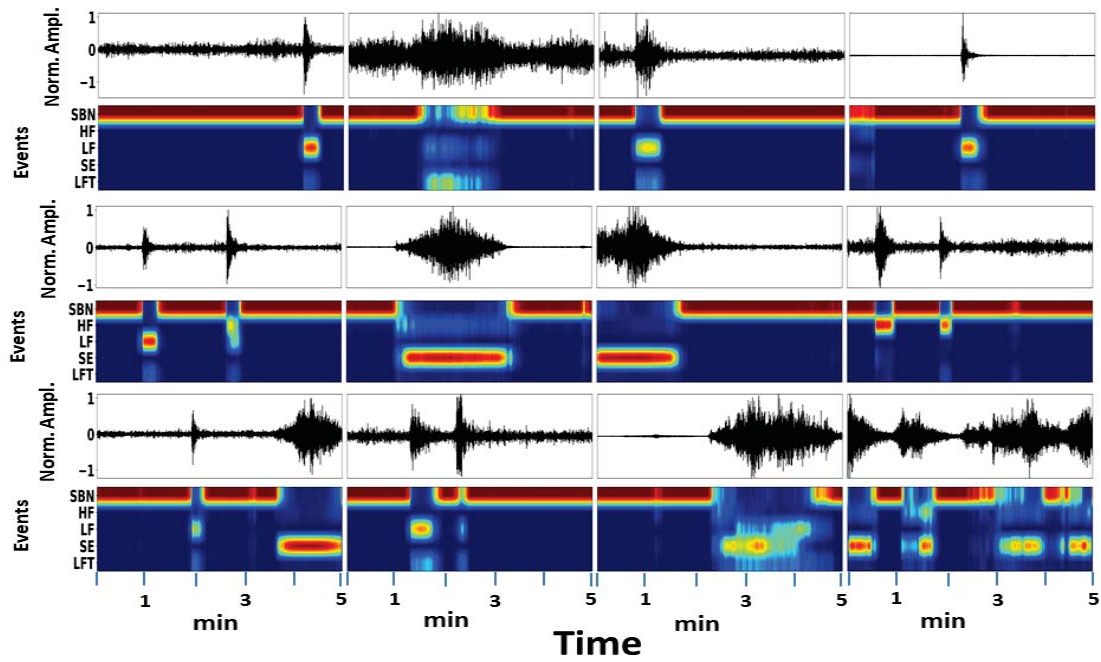 Norm. Ampl.
1
0
−1
Events
SBN
HF
LF
SE
LFT
Norm. Ampl.
1
0
−1
Events
SBN
HF
LF
SE
LFT
Norm. Ampl.
1
0
−1
Events
SBN
HF
LF
SE
LFT
1 3 5 1 3 5 1 3 5 1 3 5
min min min min
Time